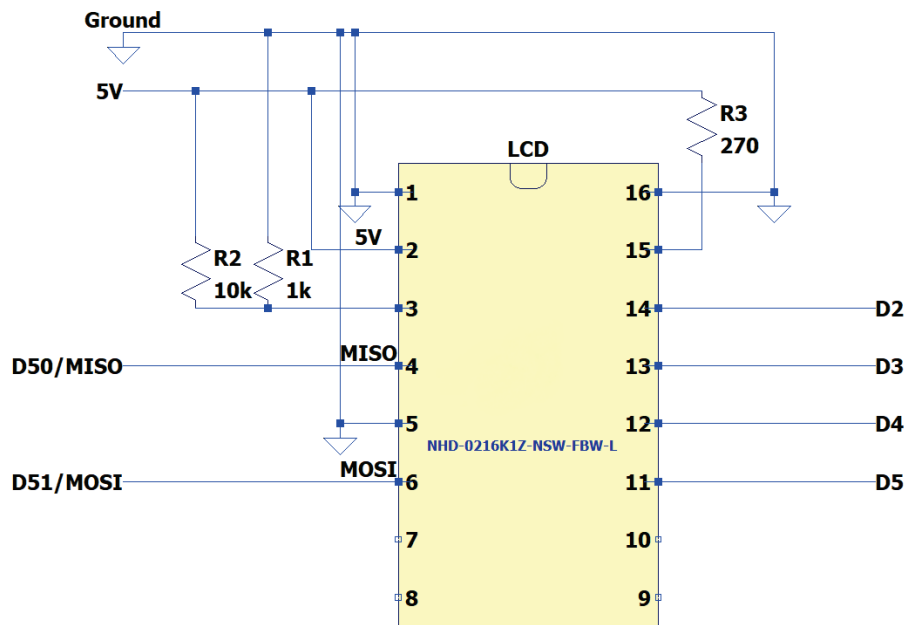 Ground
5V
R3
270
LCD
1
16
5V
2
15
R2
10k
R1
1k
3
14
D2
D50/MISO
MISO
4
13
D3
5
12
D4
NHD-0216K1Z-NSW-FBW-L
D51/MOSI
MOSI
6
11
D5
7
10
8
9